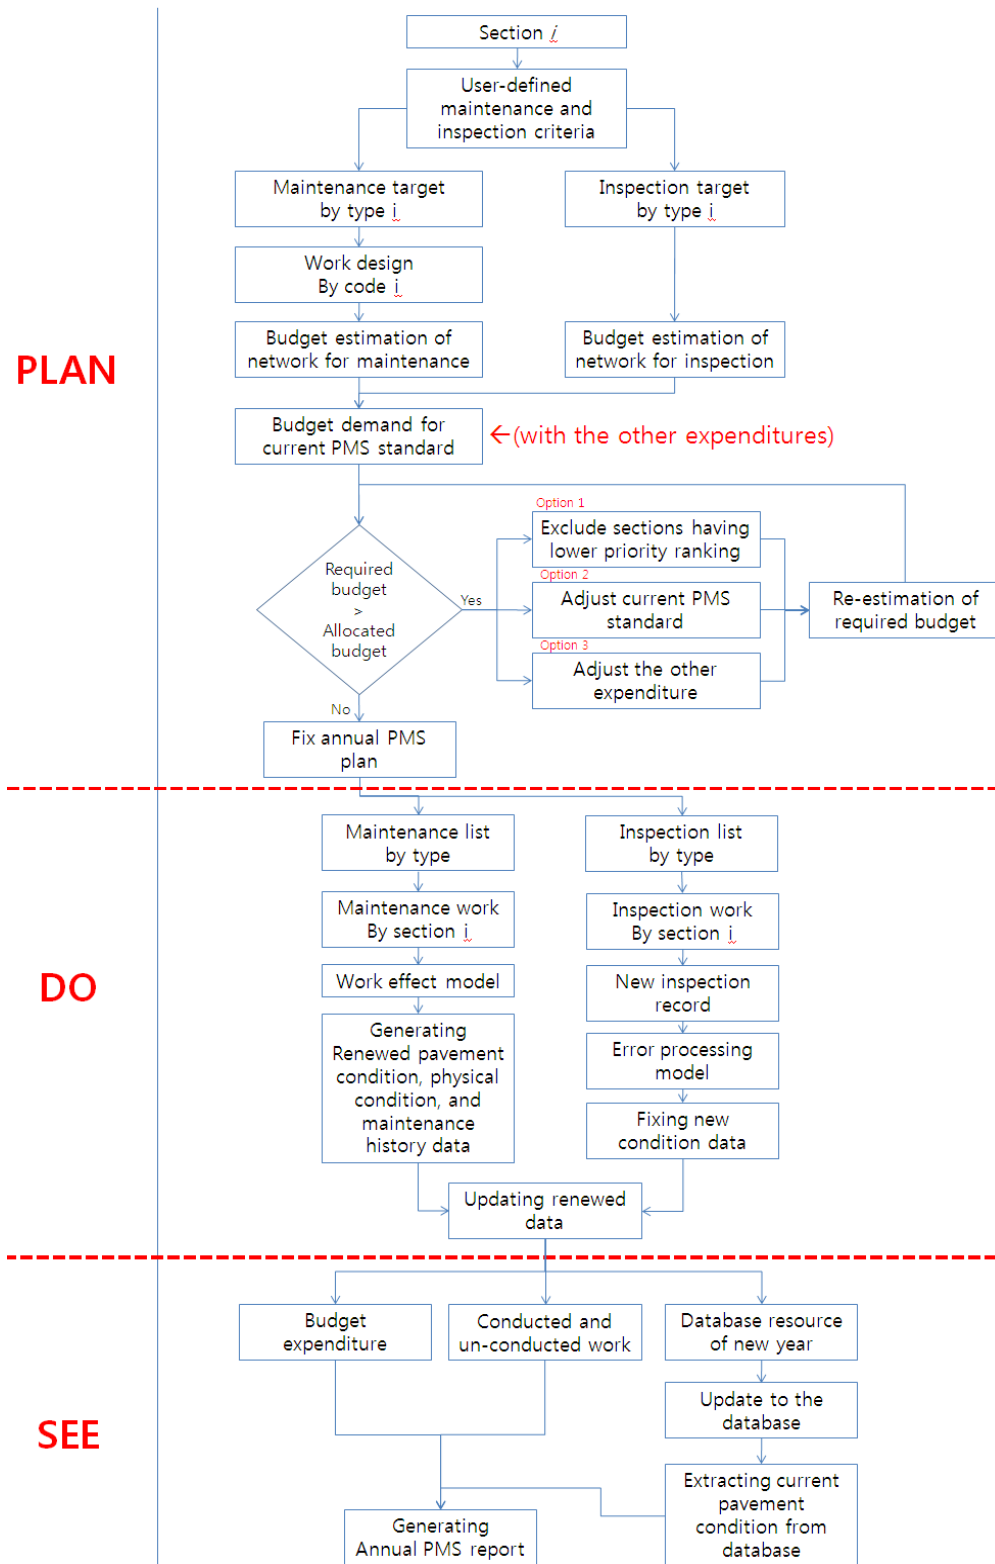 Section i
User-defined
maintenance and
inspection criteria
Maintenance target
by type i
Inspection target
by type i
Work design
By code i
Budget estimation of
network for maintenance
Budget estimation of
network for inspection
PLAN
Budget demand for
current PMS standard
←(with the other expenditures)
Required
budget
>
Allocated
budget
Yes
Option 1
Exclude sections having
lower priority ranking
Option 2
Adjust current PMS
standard
Option 3
Adjust the other
expenditure
Re-estimation of
required budget
No
Fix annual PMS
plan
DO
Maintenance list
by type
Inspection list
by type
Maintenance work
By section i
Inspection work
By section i
Work effect model
New inspection
record
Generating
Renewed pavement
condition, physical
condition, and
maintenance
history data
Error processing
model
Fixing new
condition data
Updating renewed
data
SEE
Budget
expenditure
Conducted and
un-conducted work
Database resource
of new year
Update to the
database
Extracting current
pavement
condition from
database
Generating
Annual PMS report